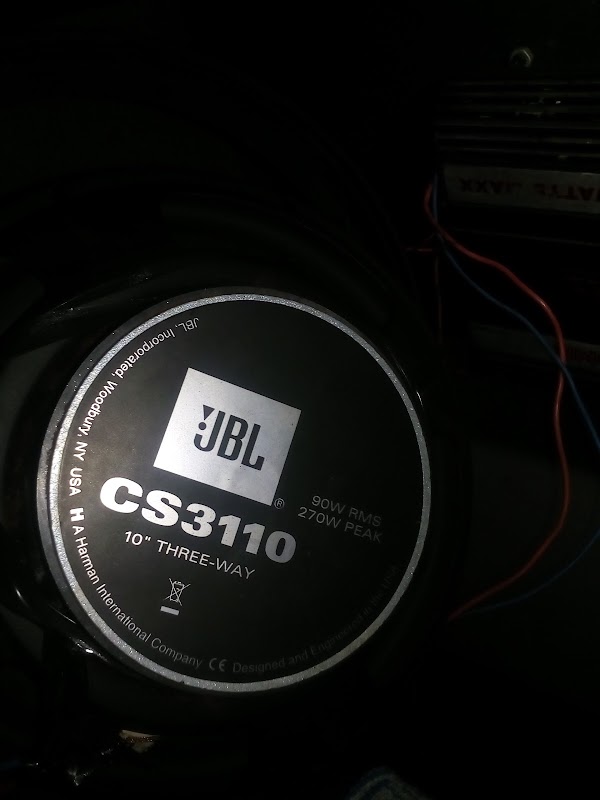 JBL, Incorporated, Woodbury, NY USA
H A Harman International Company CE Designed and Engineered in the USA
JBL
®
CS3110
10" THREE-WAY
90W RMS
270W PEAK